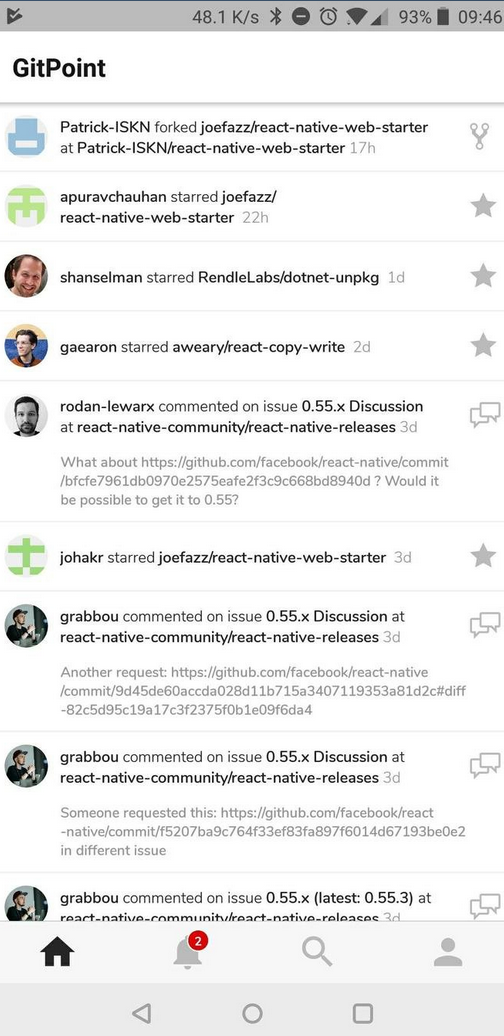 48.1 K/s 93% 09:46
GitPoint
Patrick-ISKN forked joefazz/react-native-web-starter
at Patrick-ISKN/react-native-web-starter 17h
apuravchauhan starred joefazz/
react-native-web-starter 22h
shanselman starred RendleLabs/dotnet-unpkg 1d
gaearon starred aweary/react-copy-write 2d
rodan-lewarx commented on issue 0.55.x Discussion
at react-native-community/react-native-releases 3d
What about https://github.com/facebook/react-native/commit
/bfcfe7961db0970e2575eafe2f3c9c668bd8940d ? Would it
be possible to get it to 0.55?
johakr starred joefazz/react-native-web-starter 3d
grabbou commented on issue 0.55.x Discussion at
react-native-community/react-native-releases 3d
Another request: https://github.com/facebook/react-native
/commit/9d45de60accda028d11b715a3407119353a81d2c#diff
-82c5d95c19a17c3f2375f0b1e09f6da4
grabbou commented on issue 0.55.x Discussion at
react-native-community/react-native-releases 3d
Someone requested this: https://github.com/facebook/react
-native/commit/f5207ba9c764f33ef83fa897f6014d67193be0e2
in different issue
grabbou commented on issue 0.55.x (latest: 0.55.3) at
react-native-community/react-native-releases 3d
2